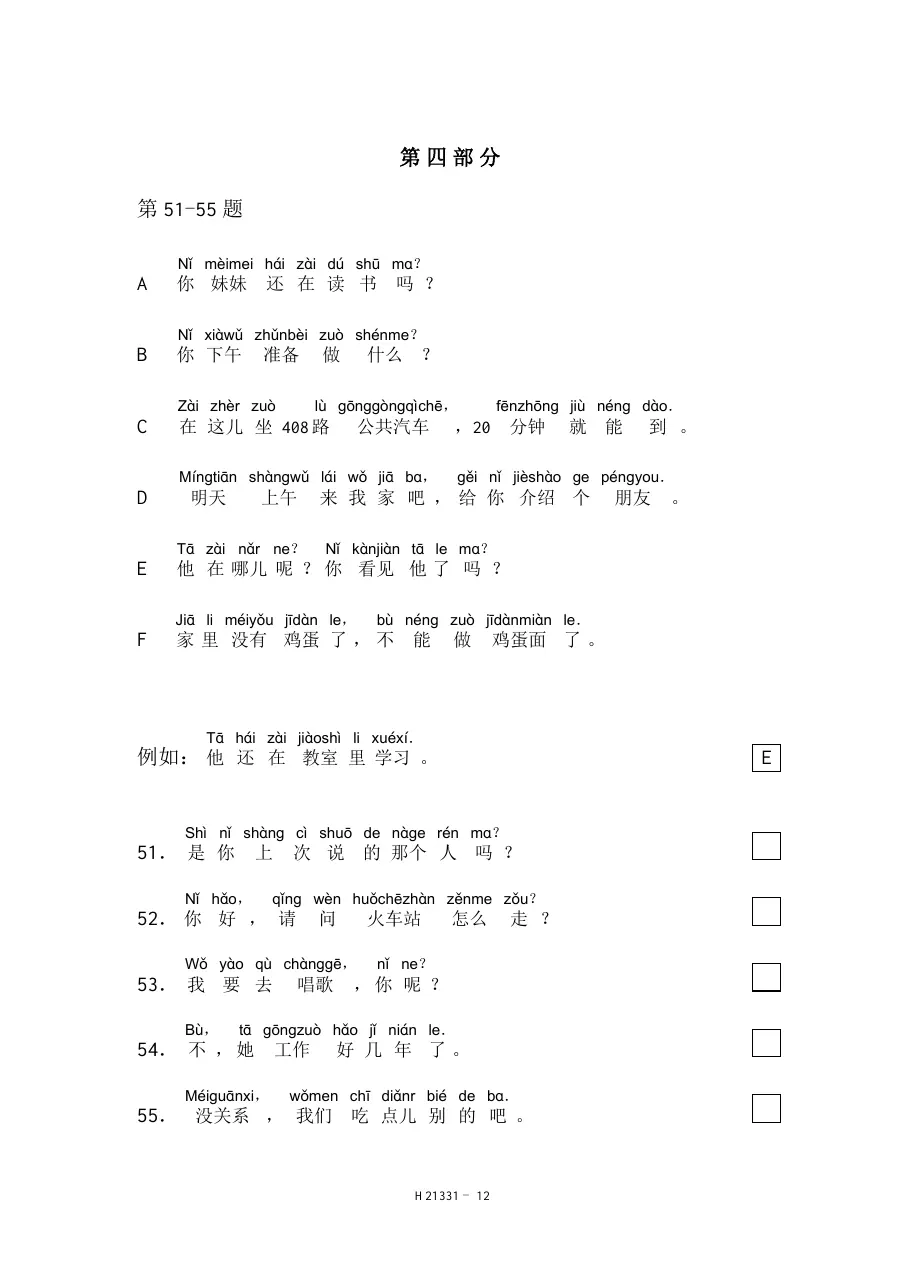 第四部分
第 51-55 题
Nǐ mèimei hái zài dú shū ma?
A 你 妹妹 还 在 读 书 吗？
Nǐ xiàwǔ zhǔnbèi zuò shénme?
B 你 下午 准备 做 什么？
Zài zhèr zuò lù gōnggòngqìchē, fēnzhōng jiù néng dào.
C 在 这儿 坐 408 路 公共汽车，20 分钟 就 能 到。
Míngtiān shàngwǔ lái wǒ jiā ba, gěi nǐ jièshào ge péngyou.
D 明天 上午 来 我 家 吧，给 你 介绍 个 朋友。
Tā zài nǎr ne? Nǐ kànjiàn tā le ma?
E 他 在 哪儿 呢？你 看见 他 了 吗？
Jiā li méiyǒu jīdàn le, bù néng zuò jīdànmiàn le.
F 家 里 没有 鸡蛋 了，不 能 做 鸡蛋面 了。
Tā hái zài jiàoshì li xuéxí.
例如：他 还 在 教室 里 学习。 E
Shì nǐ shàng cì shuō de nàge rén ma?
51. 是 你 上 次 说 的 那个 人 吗？
Nǐ hǎo, qǐng wèn huǒchēzhàn zěnme zǒu?
52. 你 好，请 问 火车站 怎么 走？
Wǒ yào qù chànggē, nǐ ne?
53. 我 要 去 唱歌，你 呢？
Bù, tā gōngzuò hǎo jǐ nián le.
54. 不，她 工作 好 几 年 了。
Méiguānxi, wǒmen chī diǎnr bié de ba.
55. 没关系，我们 吃 点儿 别 的 吧。
H21331 - 12